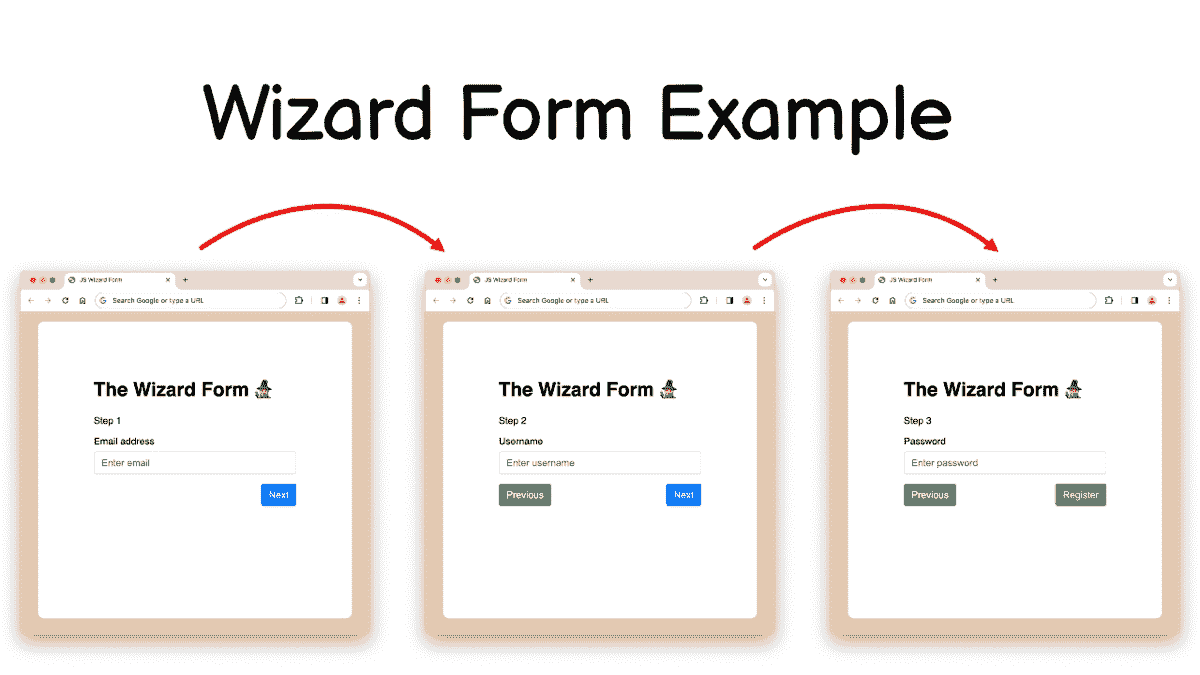 Wizard Form Example
JS Wizard Form
Search Google or type a URL
The Wizard Form
Step 1
Email address
Enter email
Next
JS Wizard Form
Search Google or type a URL
The Wizard Form
Step 2
Username
Enter username
Previous
Next
JS Wizard Form
Search Google or type a URL
The Wizard Form
Step 3
Password
Enter password
Previous
Register